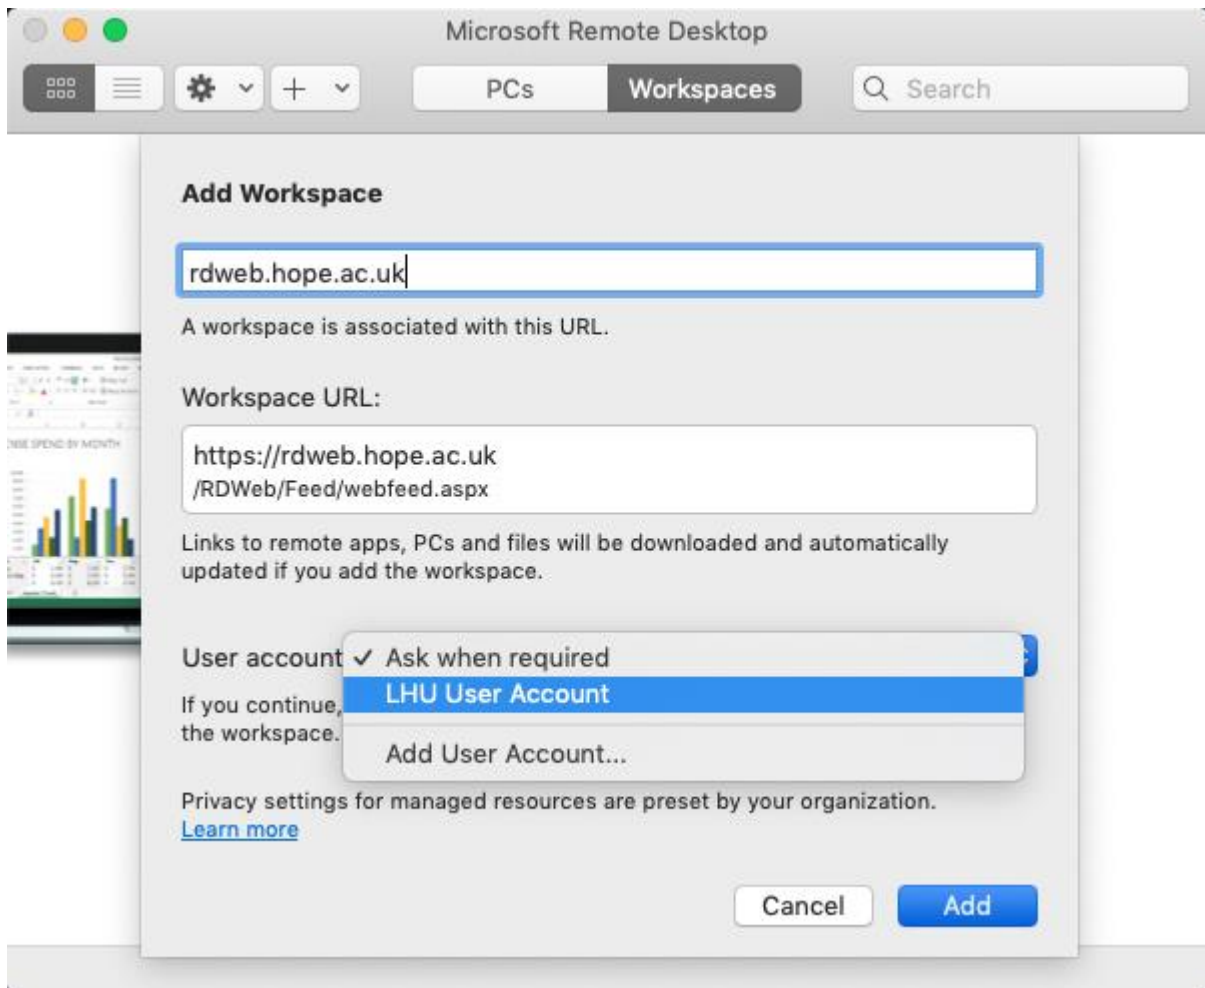 Microsoft Remote Desktop
PCs
Workspaces
Search
Add Workspace
rdweb.hope.ac.uk
A workspace is associated with this URL.
Workspace URL:
https://rdweb.hope.ac.uk
/RDWeb/Feed/webfeed.aspx
SPEND BY MONTH
Links to remote apps, PCs and files will be downloaded and automatically
updated if you add the workspace.
User account
✓ Ask when required
LHU User Account
If you continue,
the workspace.
Add User Account...
Privacy settings for managed resources are preset by your organization.
Learn more
Cancel
Add